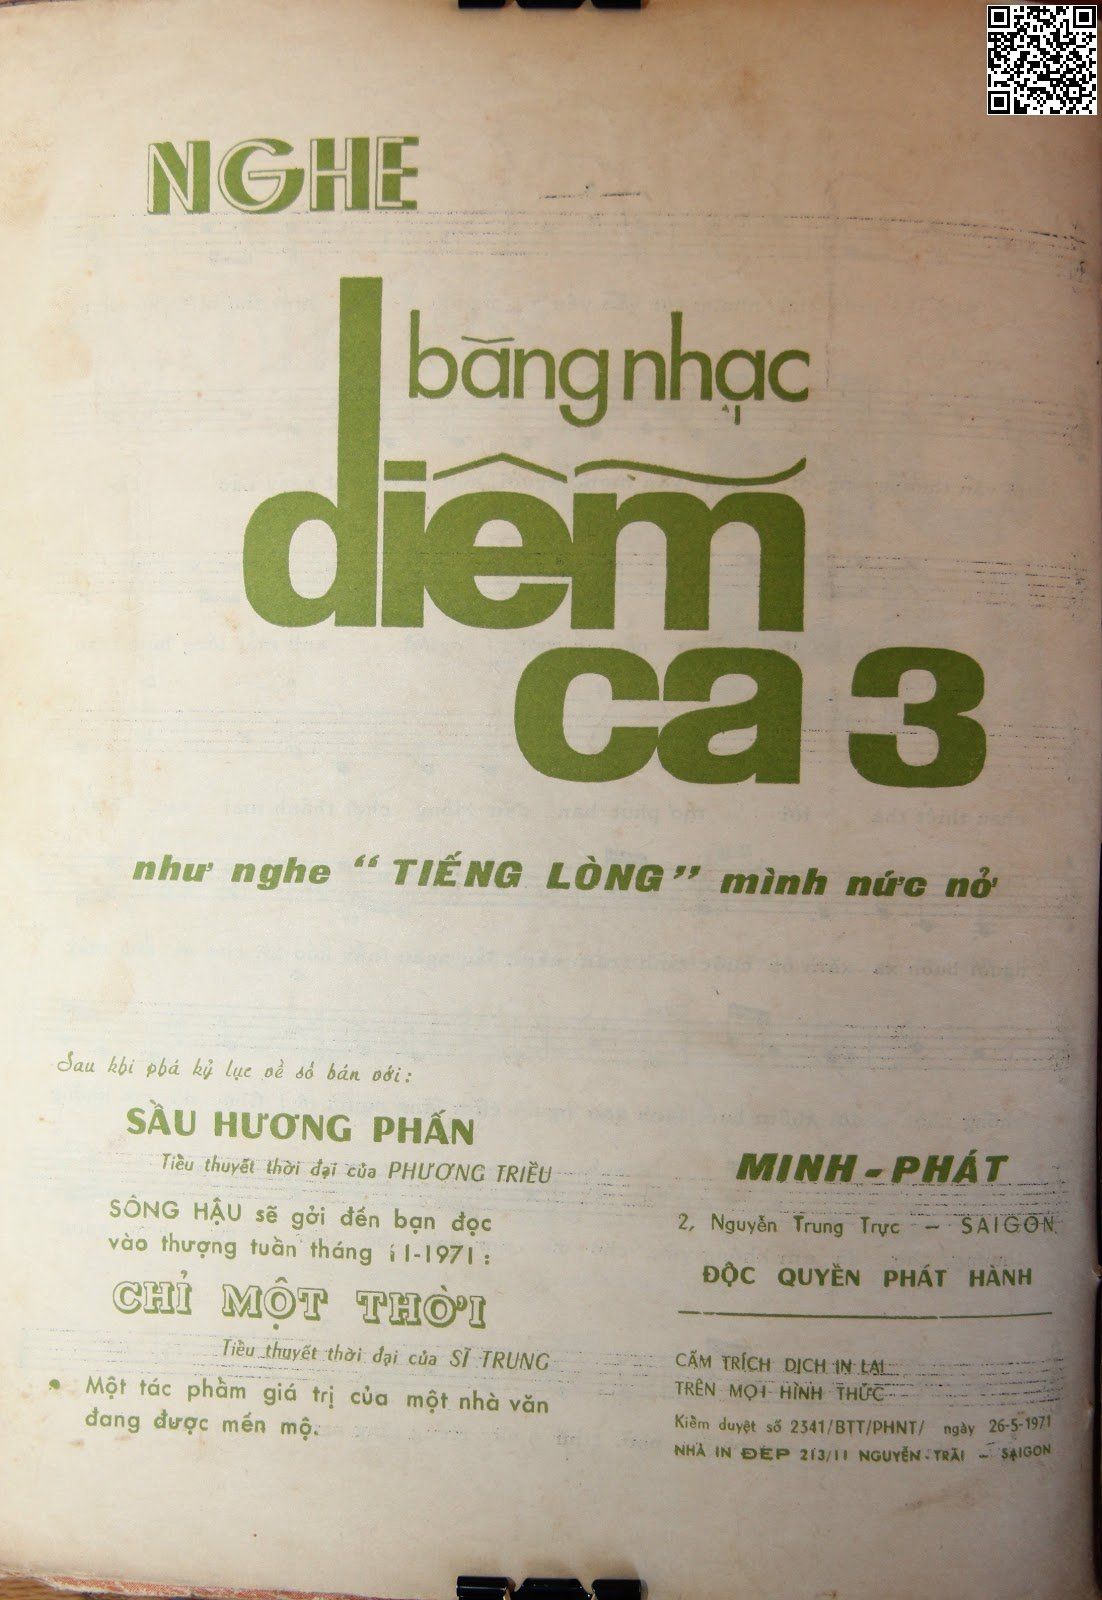 NGHE
băng nhạc
diễm
ca 3
như nghe “ TIẾNG LÒNG ” mình nức nở
Sau khi phá kỷ lục về số bán với :
SẦU HƯƠNG PHẤN
Tiểu thuyết thời đại của PHƯƠNG TRIỀU
SÔNG HẬU sẽ gởi đến bạn đọc
vào thượng tuần tháng 11-1971 :
CHỈ MỘT THỜI
Tiểu thuyết thời đại của SĨ TRUNG
• Một tác phẩm giá trị của một nhà văn
đang được mến mộ.
MINH - PHÁT
2, Nguyễn Trung Trực – SAIGON
ĐỘC QUYỀN PHÁT HÀNH
CẤM TRÍCH DỊCH IN LẠI
TRÊN MỌI HÌNH THỨC
Kiểm duyệt số 2341/BTT/PHNT/ ngày 26-5-1971
NHÀ IN ĐẸP 213/11 NGUYỄN-TRÃI – SAIGON